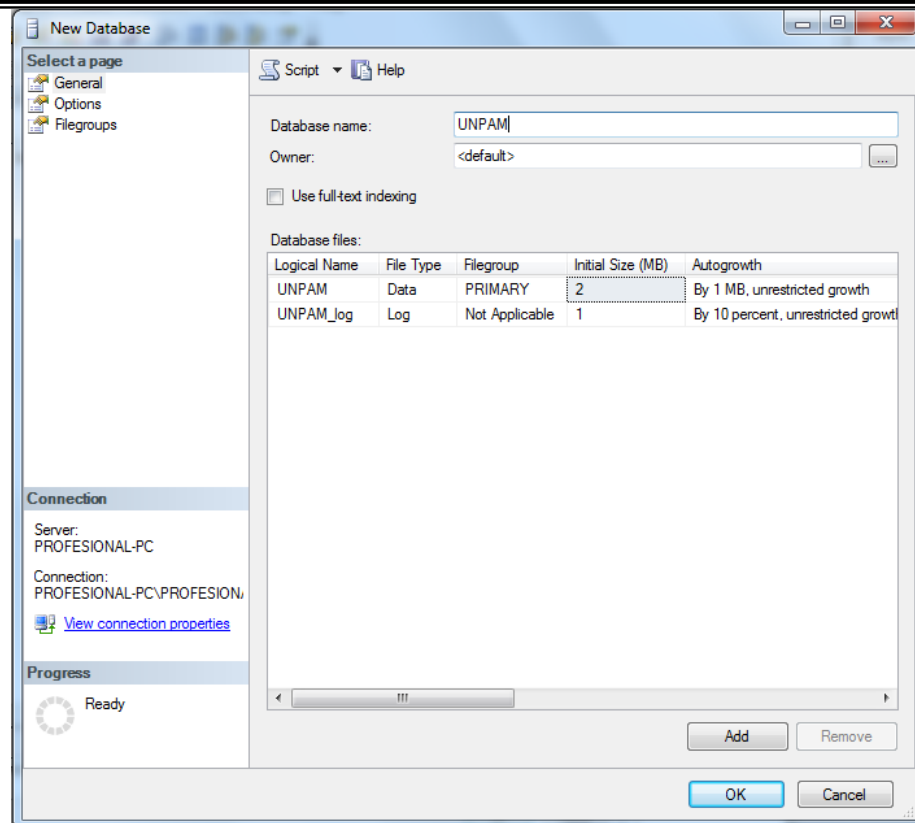 New Database
Select a page
General
Options
Filegroups
Script Help
Database name: UNPAM
Owner: <default> ...
Use full-text indexing
Database files:
Logical Name File Type Filegroup Initial Size (MB) Autogrowth
UNPAM Data PRIMARY 2 By 1 MB, unrestricted growth
UNPAM_log Log Not Applicable 1 By 10 percent, unrestricted growt
Connection
Server:
PROFESIONAL-PC
Connection:
PROFESIONAL-PC\PROFESION
View connection properties
Progress
Ready
Add Remove
OK Cancel